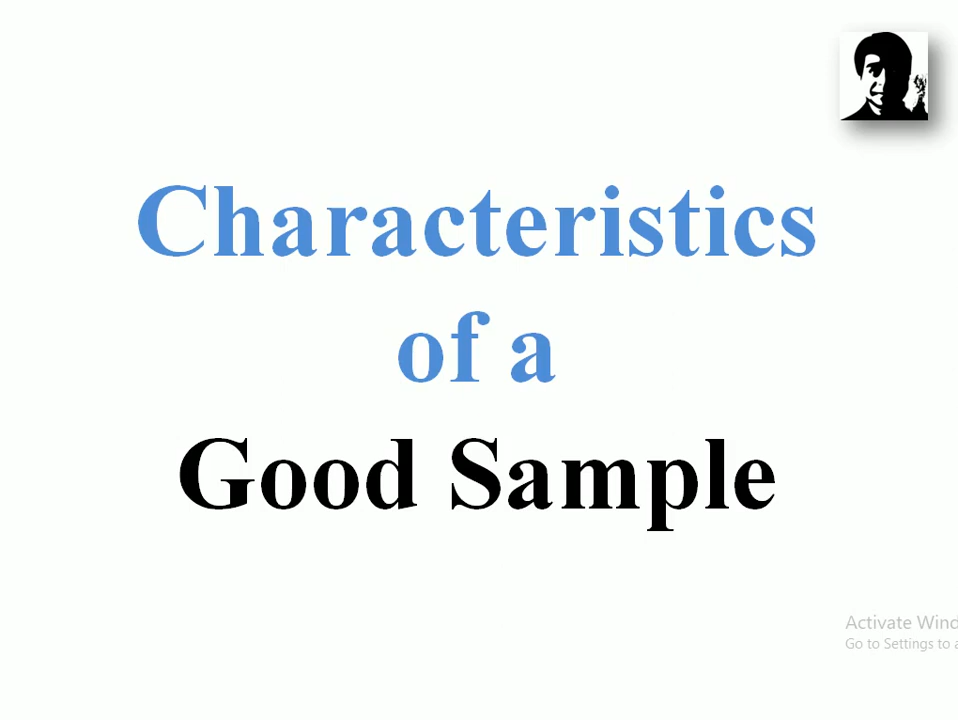 Characteristics
of a
Good Sample
Activate Wind
Go to Settings to a